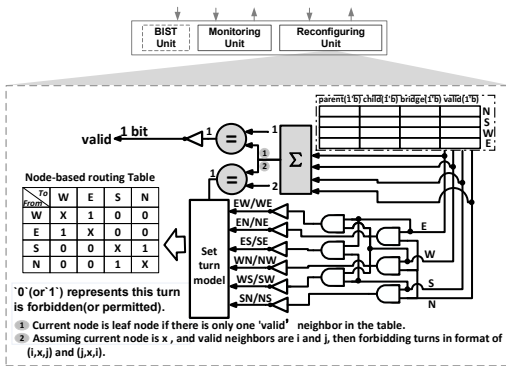 BIST Unit
Monitoring Unit
Reconfiguring Unit
parent(1'b) child(1'b) bridge(1'b) valid(1'b)
N
S
W
E
valid 1 bit
1 = 1
1
Σ
2
= 2
1
Node-based routing Table
To From W E S N
W X 1 0 0
E 1 X 0 0
S 0 0 X 1
N 0 0 1 X
Set turn model
EW/WE
EN/NE
ES/SE
WN/NW
WS/SW
SN/NS
E
W
S
N
`0`(or`1`) represents this turn
is forbidden(or permitted).
1 Current node is leaf node if there is only one 'valid' neighbor in the table.
2 Assuming current node is x , and valid neighbors are i and j, then forbidding turns in format of
(i,x,j) and (j,x,i).